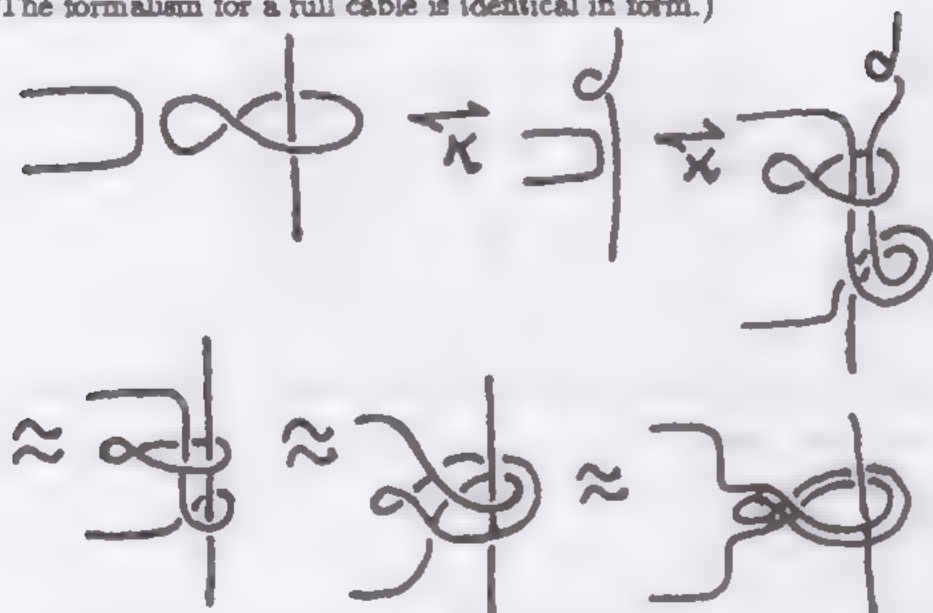 The formalism for a full cable is identical in form.)
κ
κ